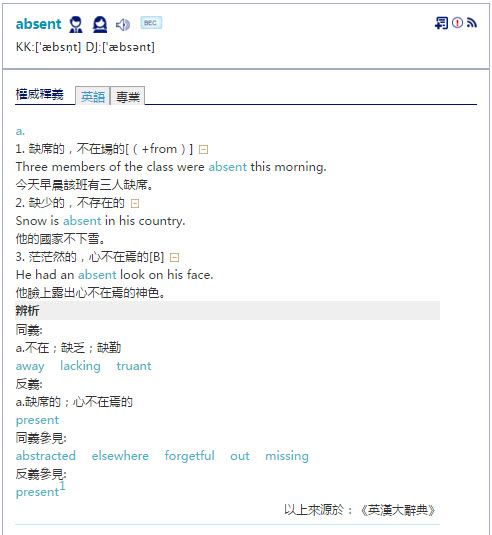 absent BEC
KK:[ˈæbsṇt] DJ:[ˈæbsənt]
權威釋義 英語 專業
a.
1. 缺席的，不在場的[（+from）]
Three members of the class were absent this morning.
今天早晨該班有三人缺席。
2. 缺少的，不存在的
Snow is absent in his country.
他的國家不下雪。
3. 茫茫然的，心不在焉的[B]
He had an absent look on his face.
他臉上露出心不在焉的神色。
辨析
同義:
a.不在；缺乏；缺勤
away lacking truant
反義:
a.缺席的；心不在焉的
present
同義參見:
abstracted elsewhere forgetful out missing
反義參見:
present1
以上來源於：《英漢大辭典》